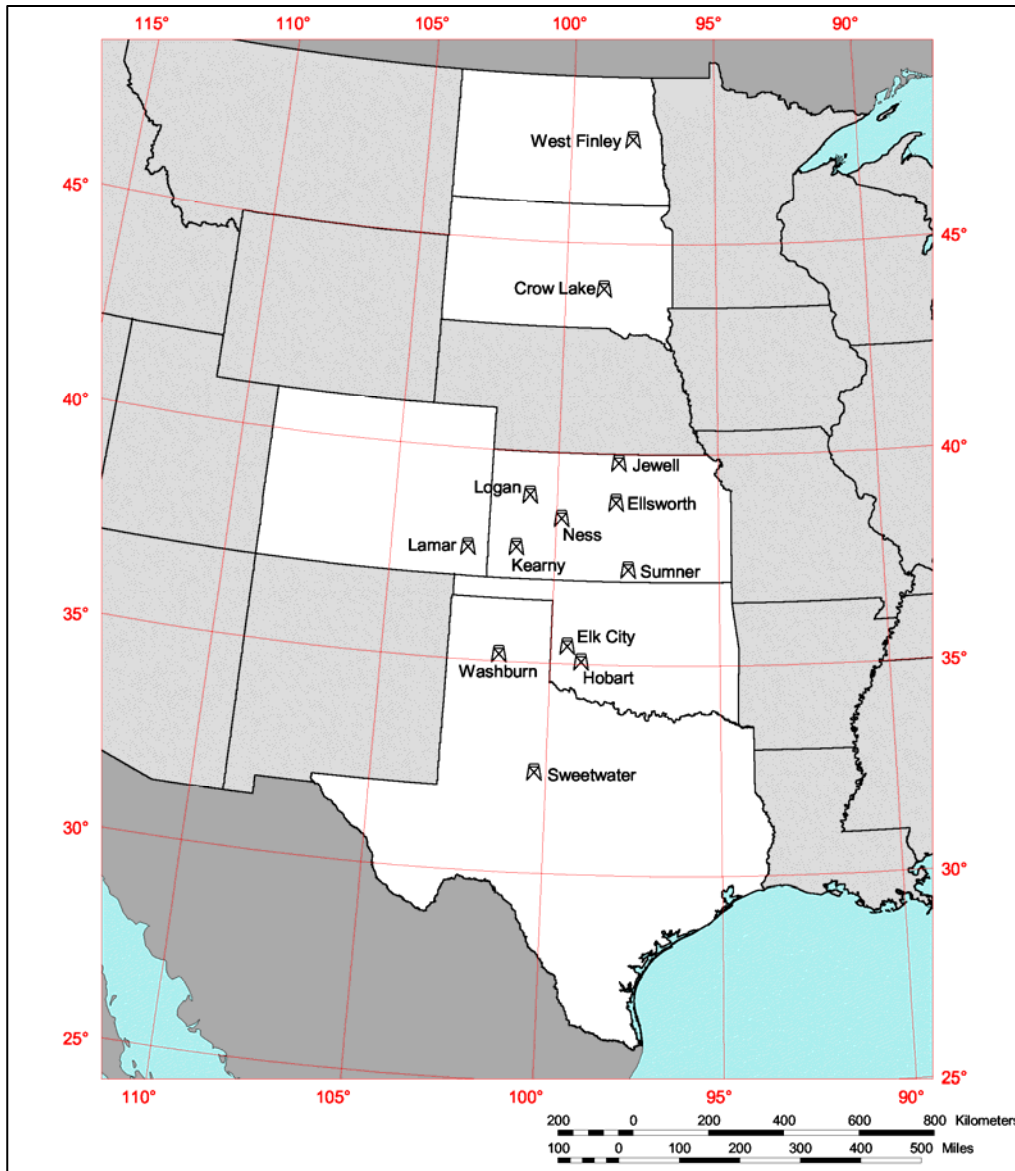 115° 110° 105° 100° 95° 90°
West Finley
45°
45°
Crow Lake
40°
40°
Jewell
Logan
Ellsworth
Ness
Lamar
Kearny
Sumner
35°
35°
Elk City
Washburn
Hobart
Sweetwater
30°
30°
25°
25°
110° 105° 100° 95° 90°
200 0 200 400 600 800 Kilometers
100 0 100 200 300 400 500 Miles